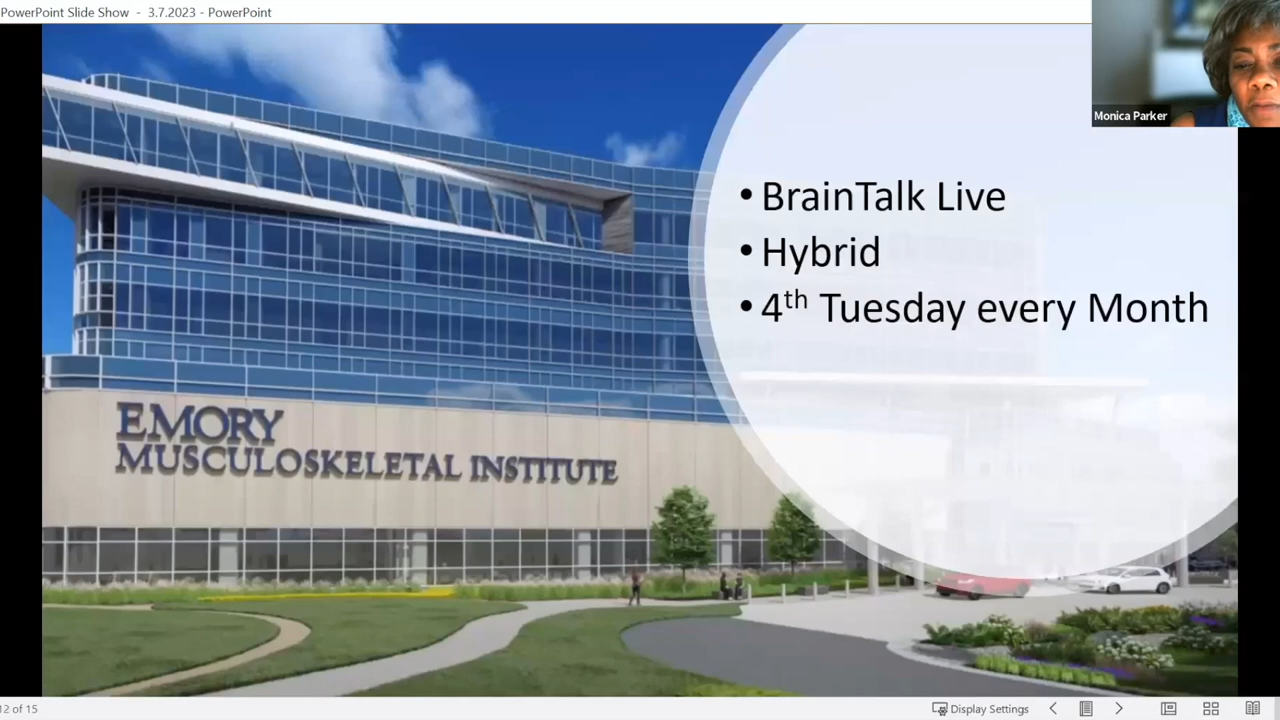 PowerPoint Slide Show - 3.7.2023 - PowerPoint
Monica Parker
• BrainTalk Live
• Hybrid
• 4th Tuesday every Month
EMORY
MUSCULOSKELETAL INSTITUTE
12 of 15
Display Settings